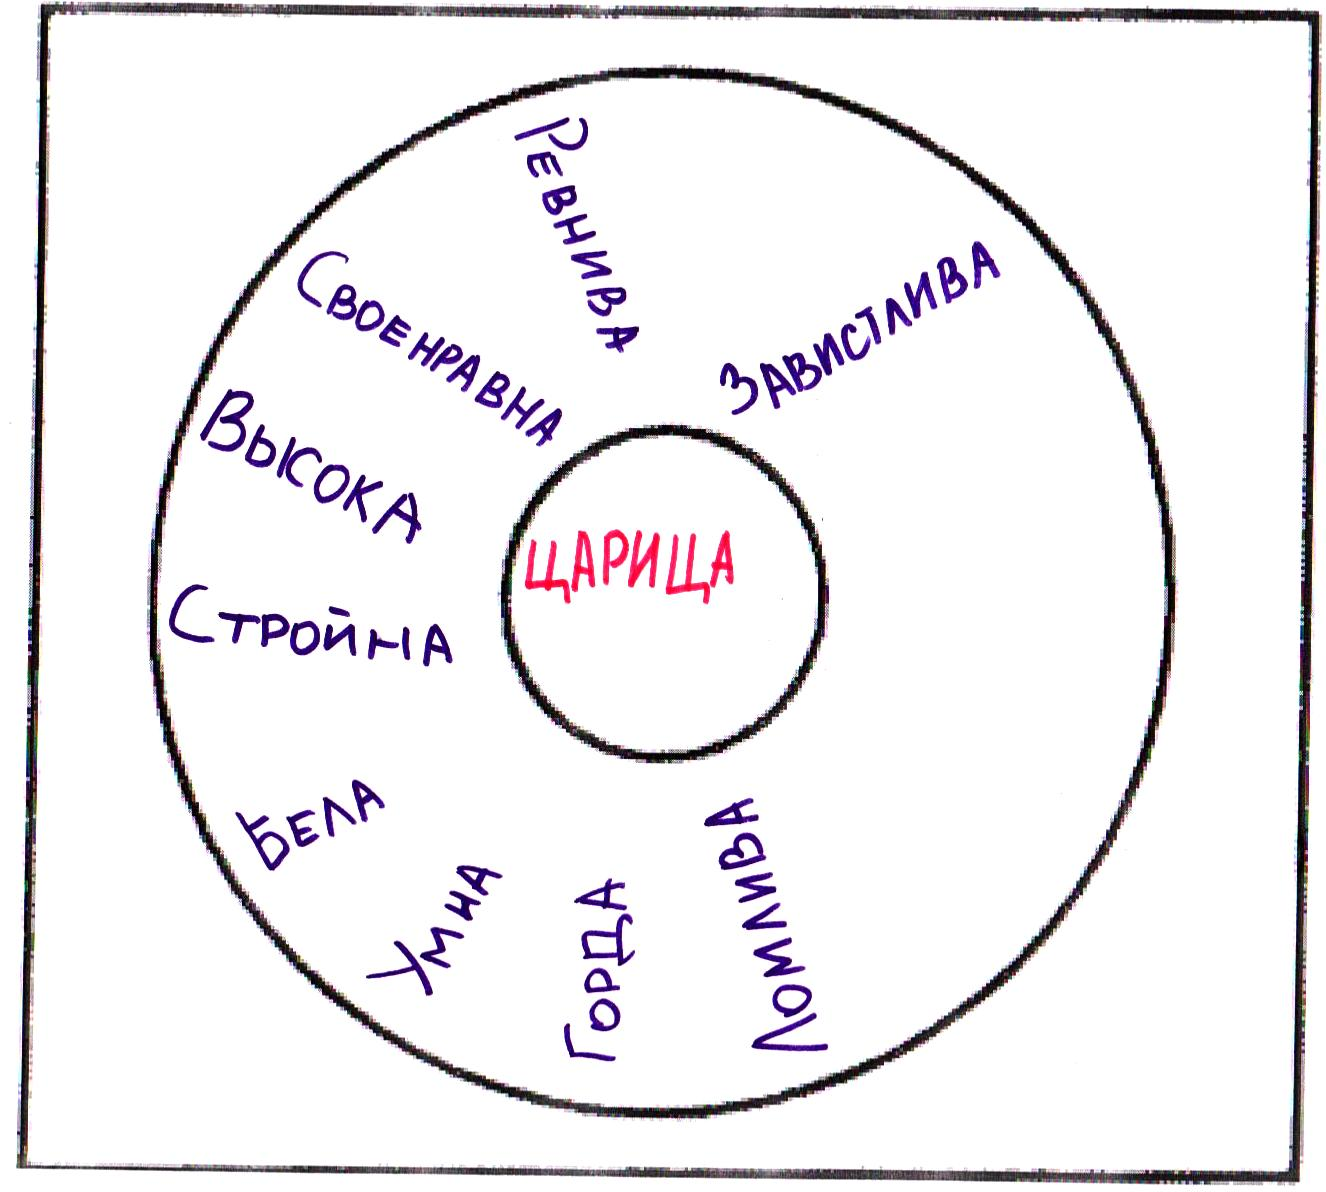 ЦАРИЦА
РЕВНИВА
ЗАВИСТЛИВА
СВОЕНРАВНА
ВЫСОКА
СТРОЙНА
БЕЛА
УМНА
ГОРДА
ЛОМЛИВА